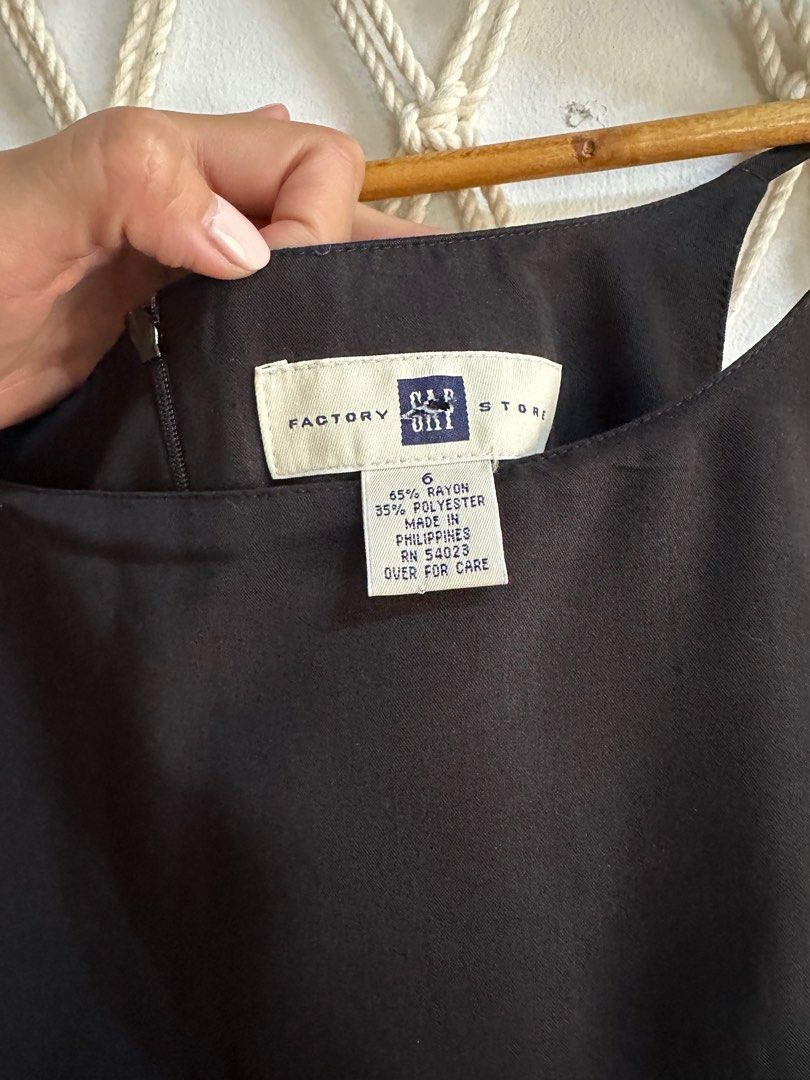 FACTORY GAP STORE
6
65% RAYON
35% POLYESTER
MADE IN
PHILIPPINES
RN 54023
OVER FOR CARE